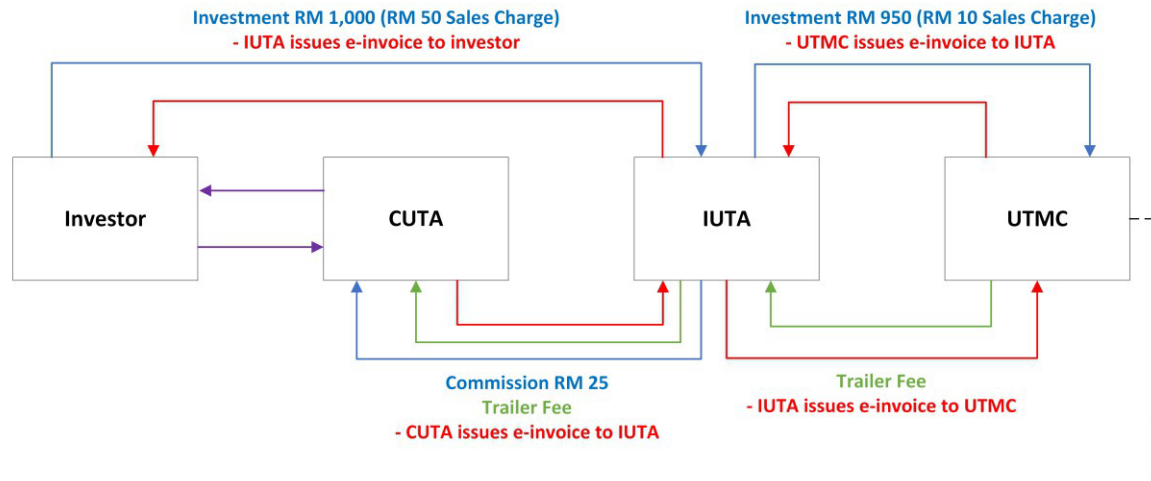 Investment RM 1,000 (RM 50 Sales Charge)
- IUTA issues e-invoice to investor
Investment RM 950 (RM 10 Sales Charge)
- UTMC issues e-invoice to IUTA
Investor
CUTA
IUTA
UTMC
Commission RM 25
Trailer Fee
- CUTA issues e-invoice to IUTA
Trailer Fee
- IUTA issues e-invoice to UTMC